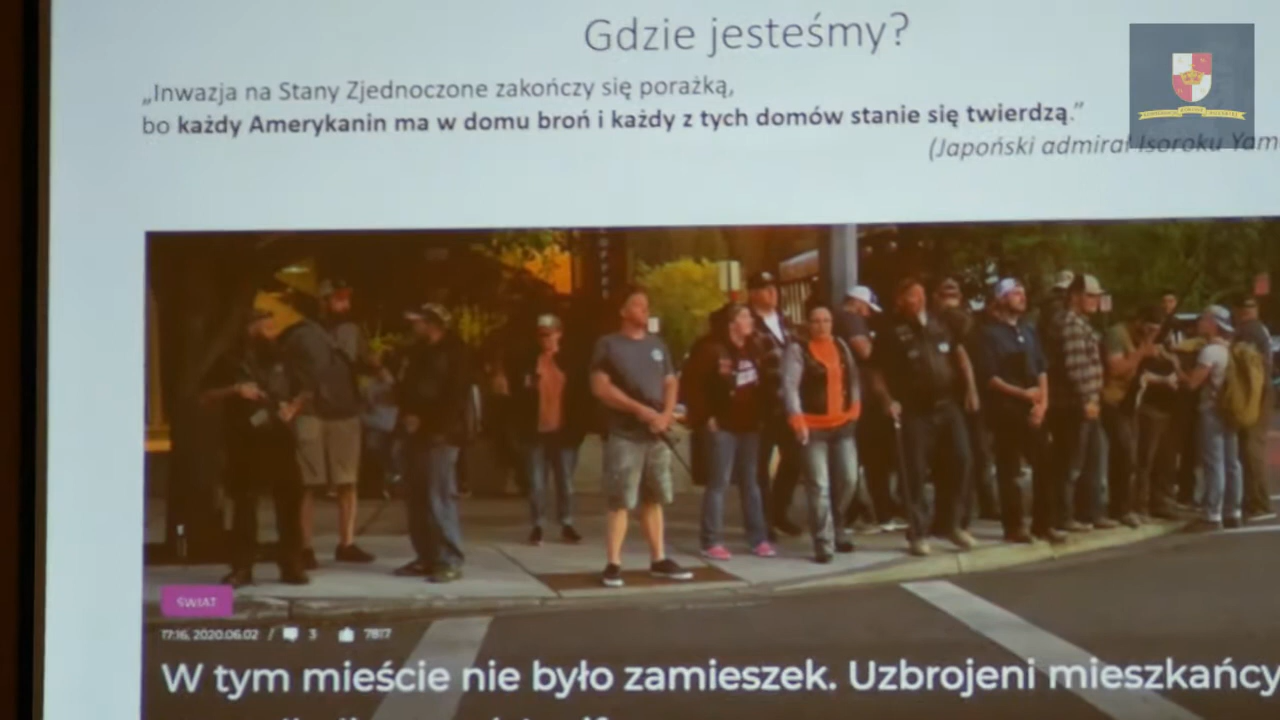 Gdzie jesteśmy?
„Inwazja na Stany Zjednoczone zakończy się porażką,
bo każdy Amerykanin ma w domu broń i każdy z tych domów stanie się twierdzą.”
(Japoński admirał Isoroku Yam
ŚWIAT
17:16, 2020.06.02 / 3 7817
W tym mieście nie było zamieszek. Uzbrojeni mieszkańcy